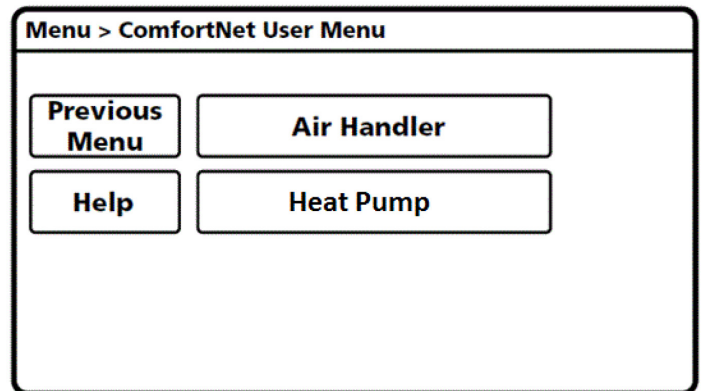 Menu > ComfortNet User Menu
Previous
Menu
Air Handler
Help
Heat Pump